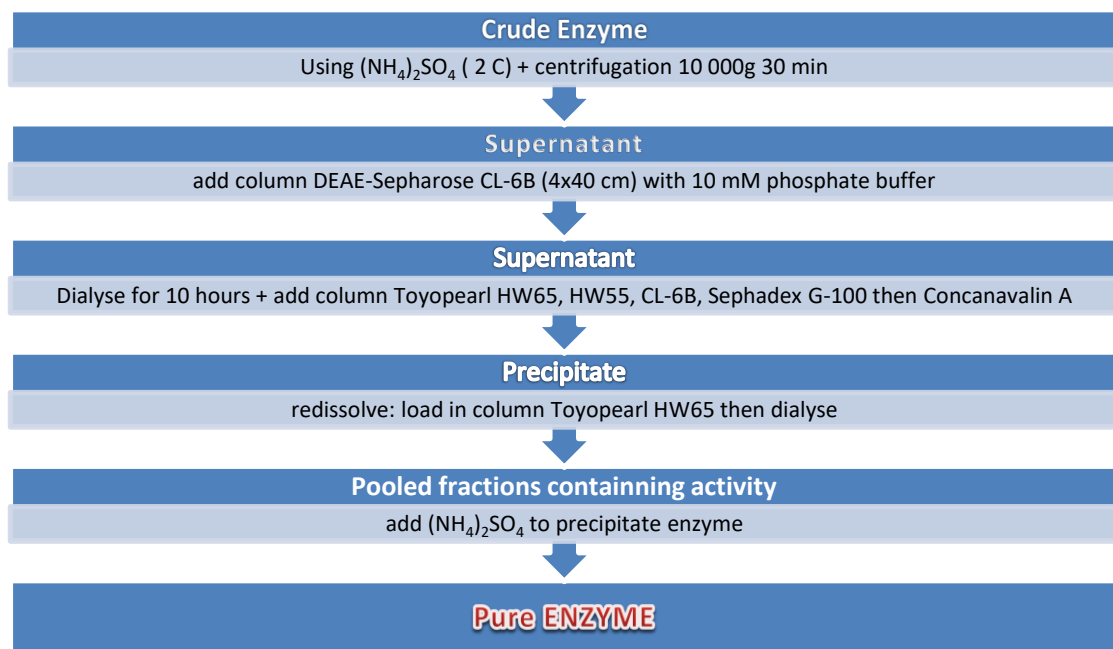 Crude Enzyme
Using (NH₄)₂SO₄ ( 2 C) + centrifugation 10 000g 30 min
Supernatant
add column DEAE-Sepharose CL-6B (4x40 cm) with 10 mM phosphate buffer
Supernatant
Dialyse for 10 hours + add column Toyopearl HW65, HW55, CL-6B, Sephadex G-100 then Concanavalin A
Precipitate
redissolve: load in column Toyopearl HW65 then dialyse
Pooled fractions containning activity
add (NH₄)₂SO₄ to precipitate enzyme
Pure ENZYME